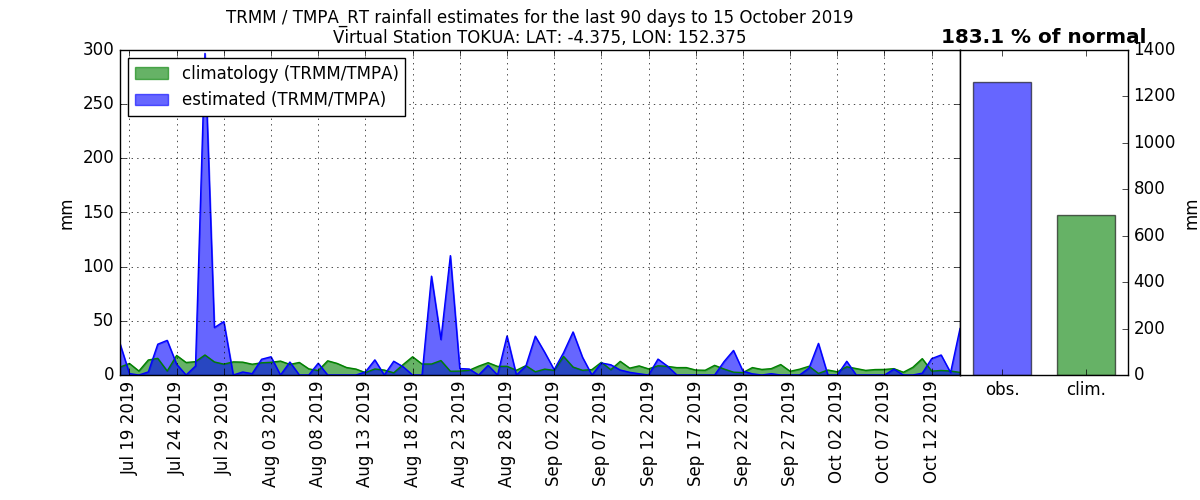 TRMM / TMPA_RT rainfall estimates for the last 90 days to 15 October 2019
Virtual Station TOKUA: LAT: -4.375, LON: 152.375
183.1 % of normal
climatology (TRMM/TMPA)
estimated (TRMM/TMPA)
300
250
200
150
100
50
0
mm
Jul 19 2019
Jul 24 2019
Jul 29 2019
Aug 03 2019
Aug 08 2019
Aug 13 2019
Aug 18 2019
Aug 23 2019
Aug 28 2019
Sep 02 2019
Sep 07 2019
Sep 12 2019
Sep 17 2019
Sep 22 2019
Sep 27 2019
Oct 02 2019
Oct 07 2019
Oct 12 2019
1400
1200
1000
800
600
400
200
0
mm
obs.
clim.